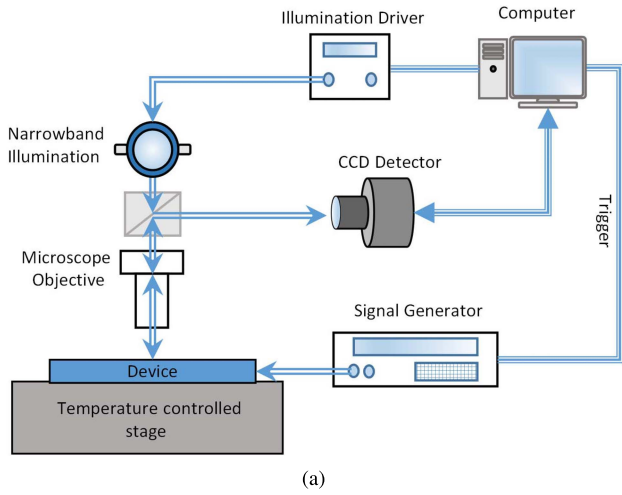 Illumination Driver
Computer
Narrowband
Illumination
CCD Detector
Trigger
Microscope
Objective
Signal Generator
Device
Temperature controlled
stage
(a)